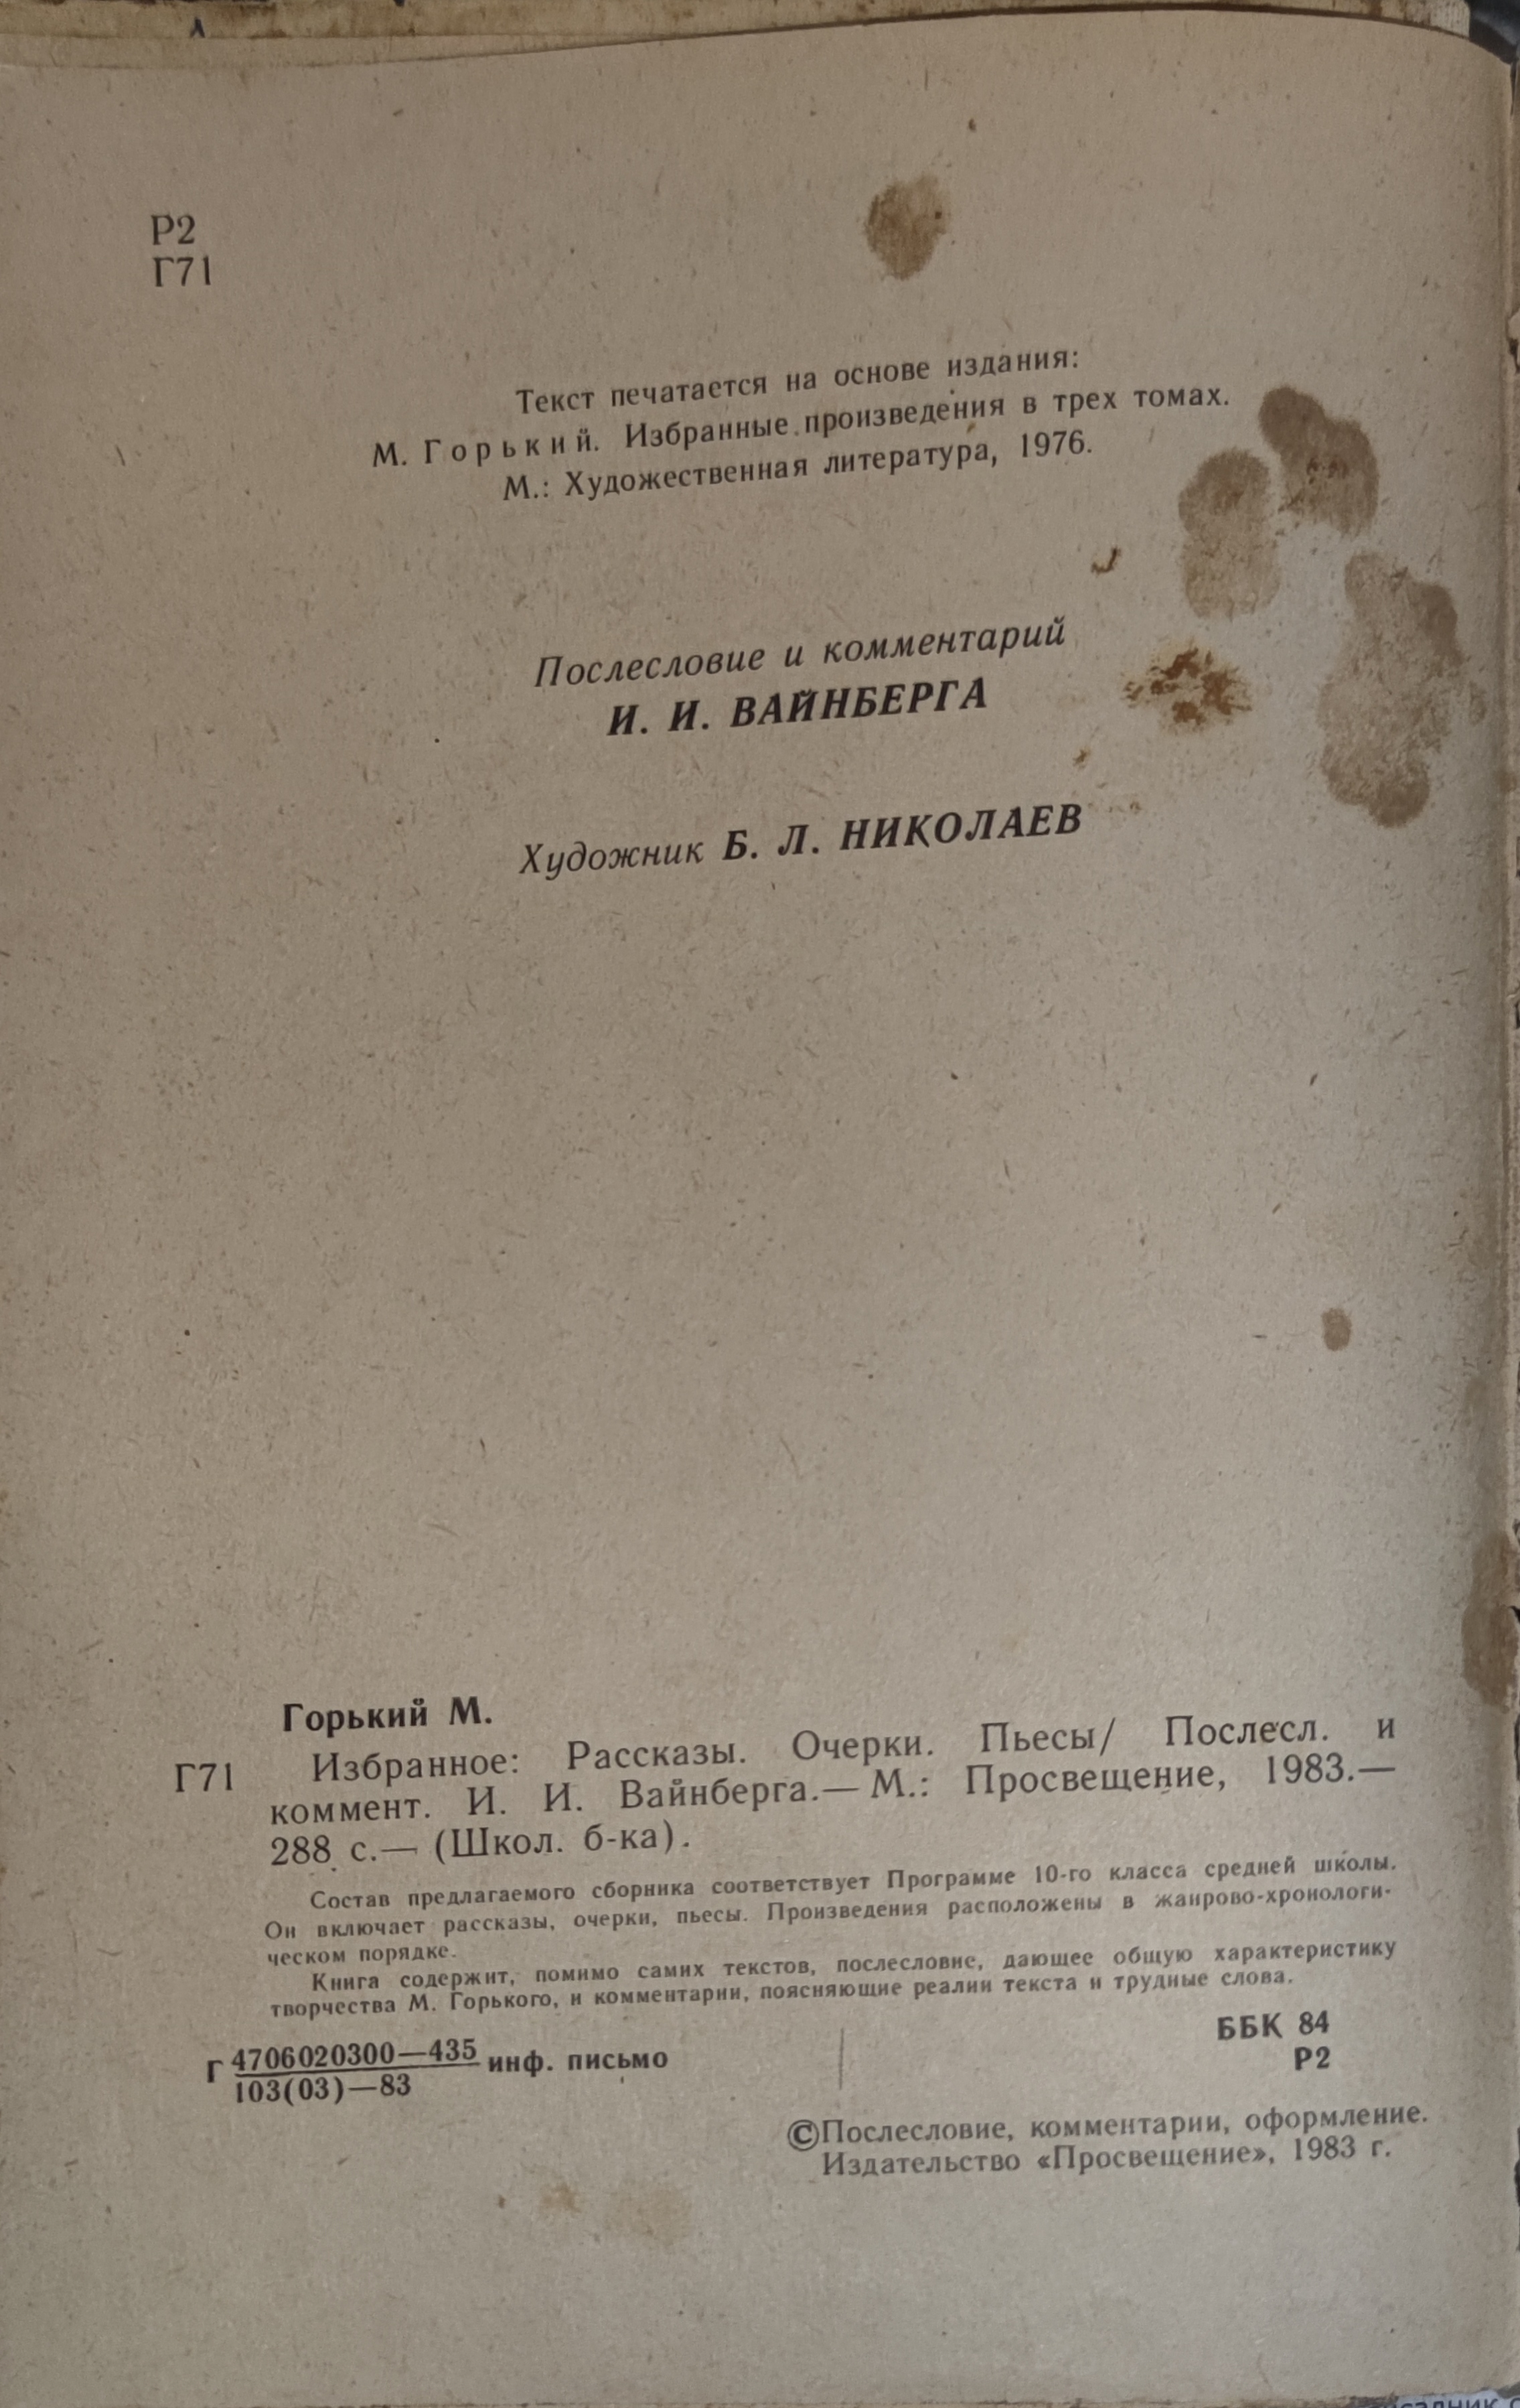 Р2
Г71
Текст печатается на основе издания:
М. Горький. Избранные произведения в трех томах.
М.: Художественная литература, 1976.
Послесловие и комментарий
И. И. ВАЙНБЕРГА
Художник Б. Л. НИКОЛАЕВ
Горький М.
Г71 Избранное: Рассказы. Очерки. Пьесы/ Послесл. и
коммент. И. И. Вайнберга.— М.: Просвещение, 1983.—
288 с.— (Школ. б-ка).
Состав предлагаемого сборника соответствует Программе 10-го класса средней школы.
Он включает рассказы, очерки, пьесы. Произведения расположены в жанрово-хронологи-
ческом порядке.
Книга содержит, помимо самих текстов, послесловие, дающее общую характеристику
творчества М. Горького, и комментарии, поясняющие реалии текста и трудные слова.
Г 4706020300—435 инф. письмо
103(03)—83
ББК 84
Р2
©Послесловие, комментарии, оформление.
Издательство «Просвещение», 1983 г.